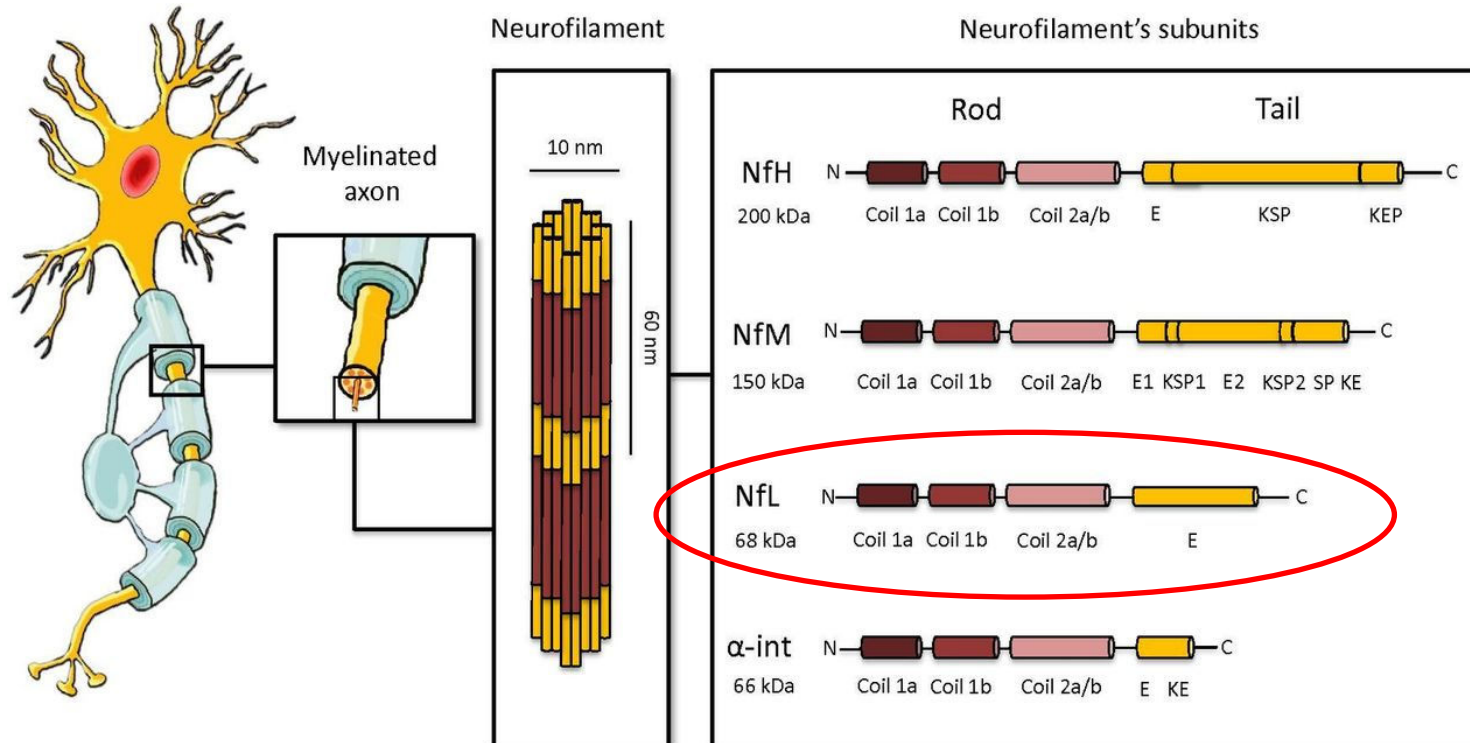 Neurofilament
Neurofilament's subunits
Myelinated
axon
10 nm
60 nm
Rod
Tail
NfH
N
C
200 kDa
Coil 1a
Coil 1b
Coil 2a/b
E
KSP
KEP
NfM
N
C
150 kDa
Coil 1a
Coil 1b
Coil 2a/b
E1
KSP1
E2
KSP2
SP
KE
NfL
N
C
68 kDa
Coil 1a
Coil 1b
Coil 2a/b
E
α-int
N
C
66 kDa
Coil 1a
Coil 1b
Coil 2a/b
E
KE